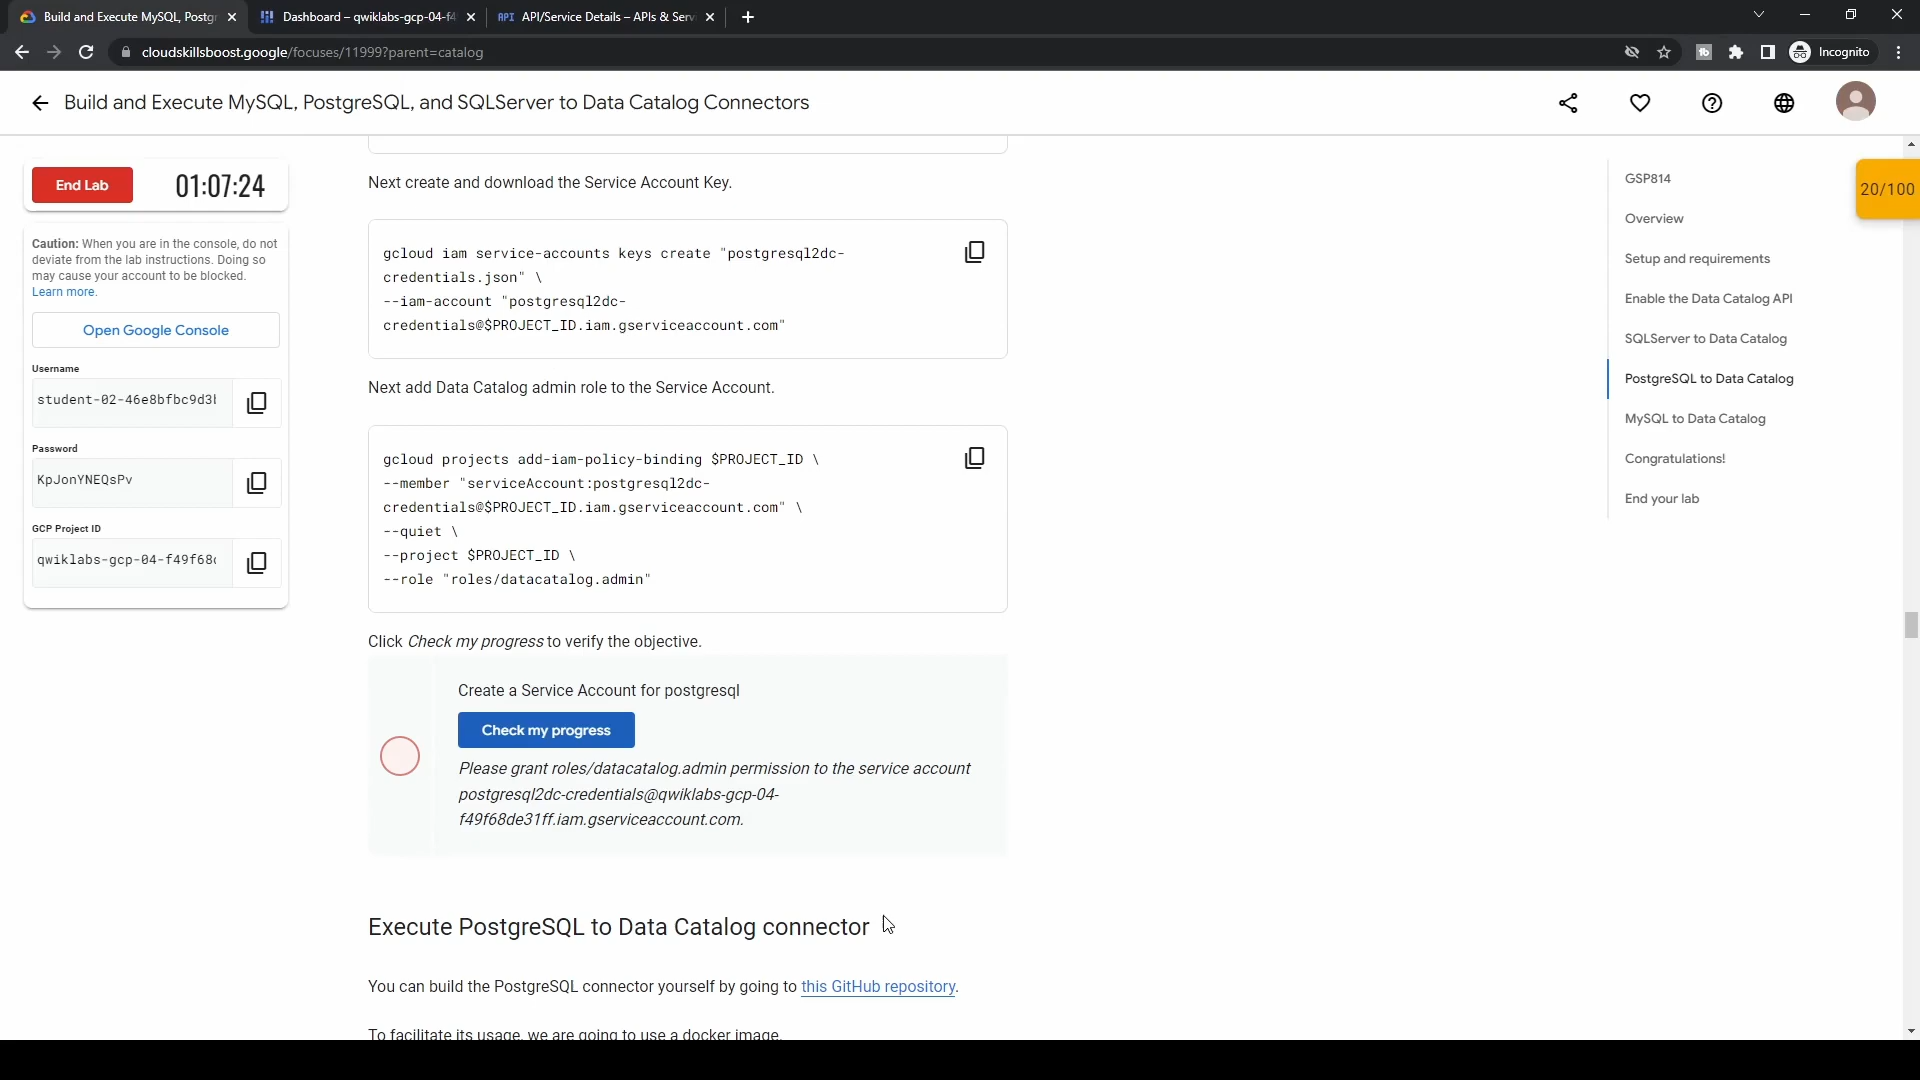 Build and Execute MySQL, Postgr
Dashboard – qwiklabs-gcp-04-f4
API API/Service Details – APIs & Serv
cloudskillsboost.google/focuses/11999?parent=catalog
Incognito
Build and Execute MySQL, PostgreSQL, and SQLServer to Data Catalog Connectors
End Lab
01:07:24
Caution: When you are in the console, do not
deviate from the lab instructions. Doing so
may cause your account to be blocked.
Learn more.
Open Google Console
Username
student-02-46e8bfbc9d3
Password
KpJonYNEQsPv
GCP Project ID
qwiklabs-gcp-04-f49f68
Next create and download the Service Account Key.
gcloud iam service-accounts keys create "postgresql2dc-
credentials.json" \
--iam-account "postgresql2dc-
credentials@$PROJECT_ID.iam.gserviceaccount.com"
Next add Data Catalog admin role to the Service Account.
gcloud projects add-iam-policy-binding $PROJECT_ID \
--member "serviceAccount:postgresql2dc-
credentials@$PROJECT_ID.iam.gserviceaccount.com" \
--quiet \
--project $PROJECT_ID \
--role "roles/datacatalog.admin"
Click Check my progress to verify the objective.
Create a Service Account for postgresql
Check my progress
Please grant roles/datacatalog.admin permission to the service account
postgresql2dc-credentials@qwiklabs-gcp-04-
f49f68de31ff.iam.gserviceaccount.com.
Execute PostgreSQL to Data Catalog connector
You can build the PostgreSQL connector yourself by going to this GitHub repository.
To facilitate its usage, we are going to use a docker image.
GSP814
Overview
Setup and requirements
Enable the Data Catalog API
SQLServer to Data Catalog
PostgreSQL to Data Catalog
MySQL to Data Catalog
Congratulations!
End your lab
20/100